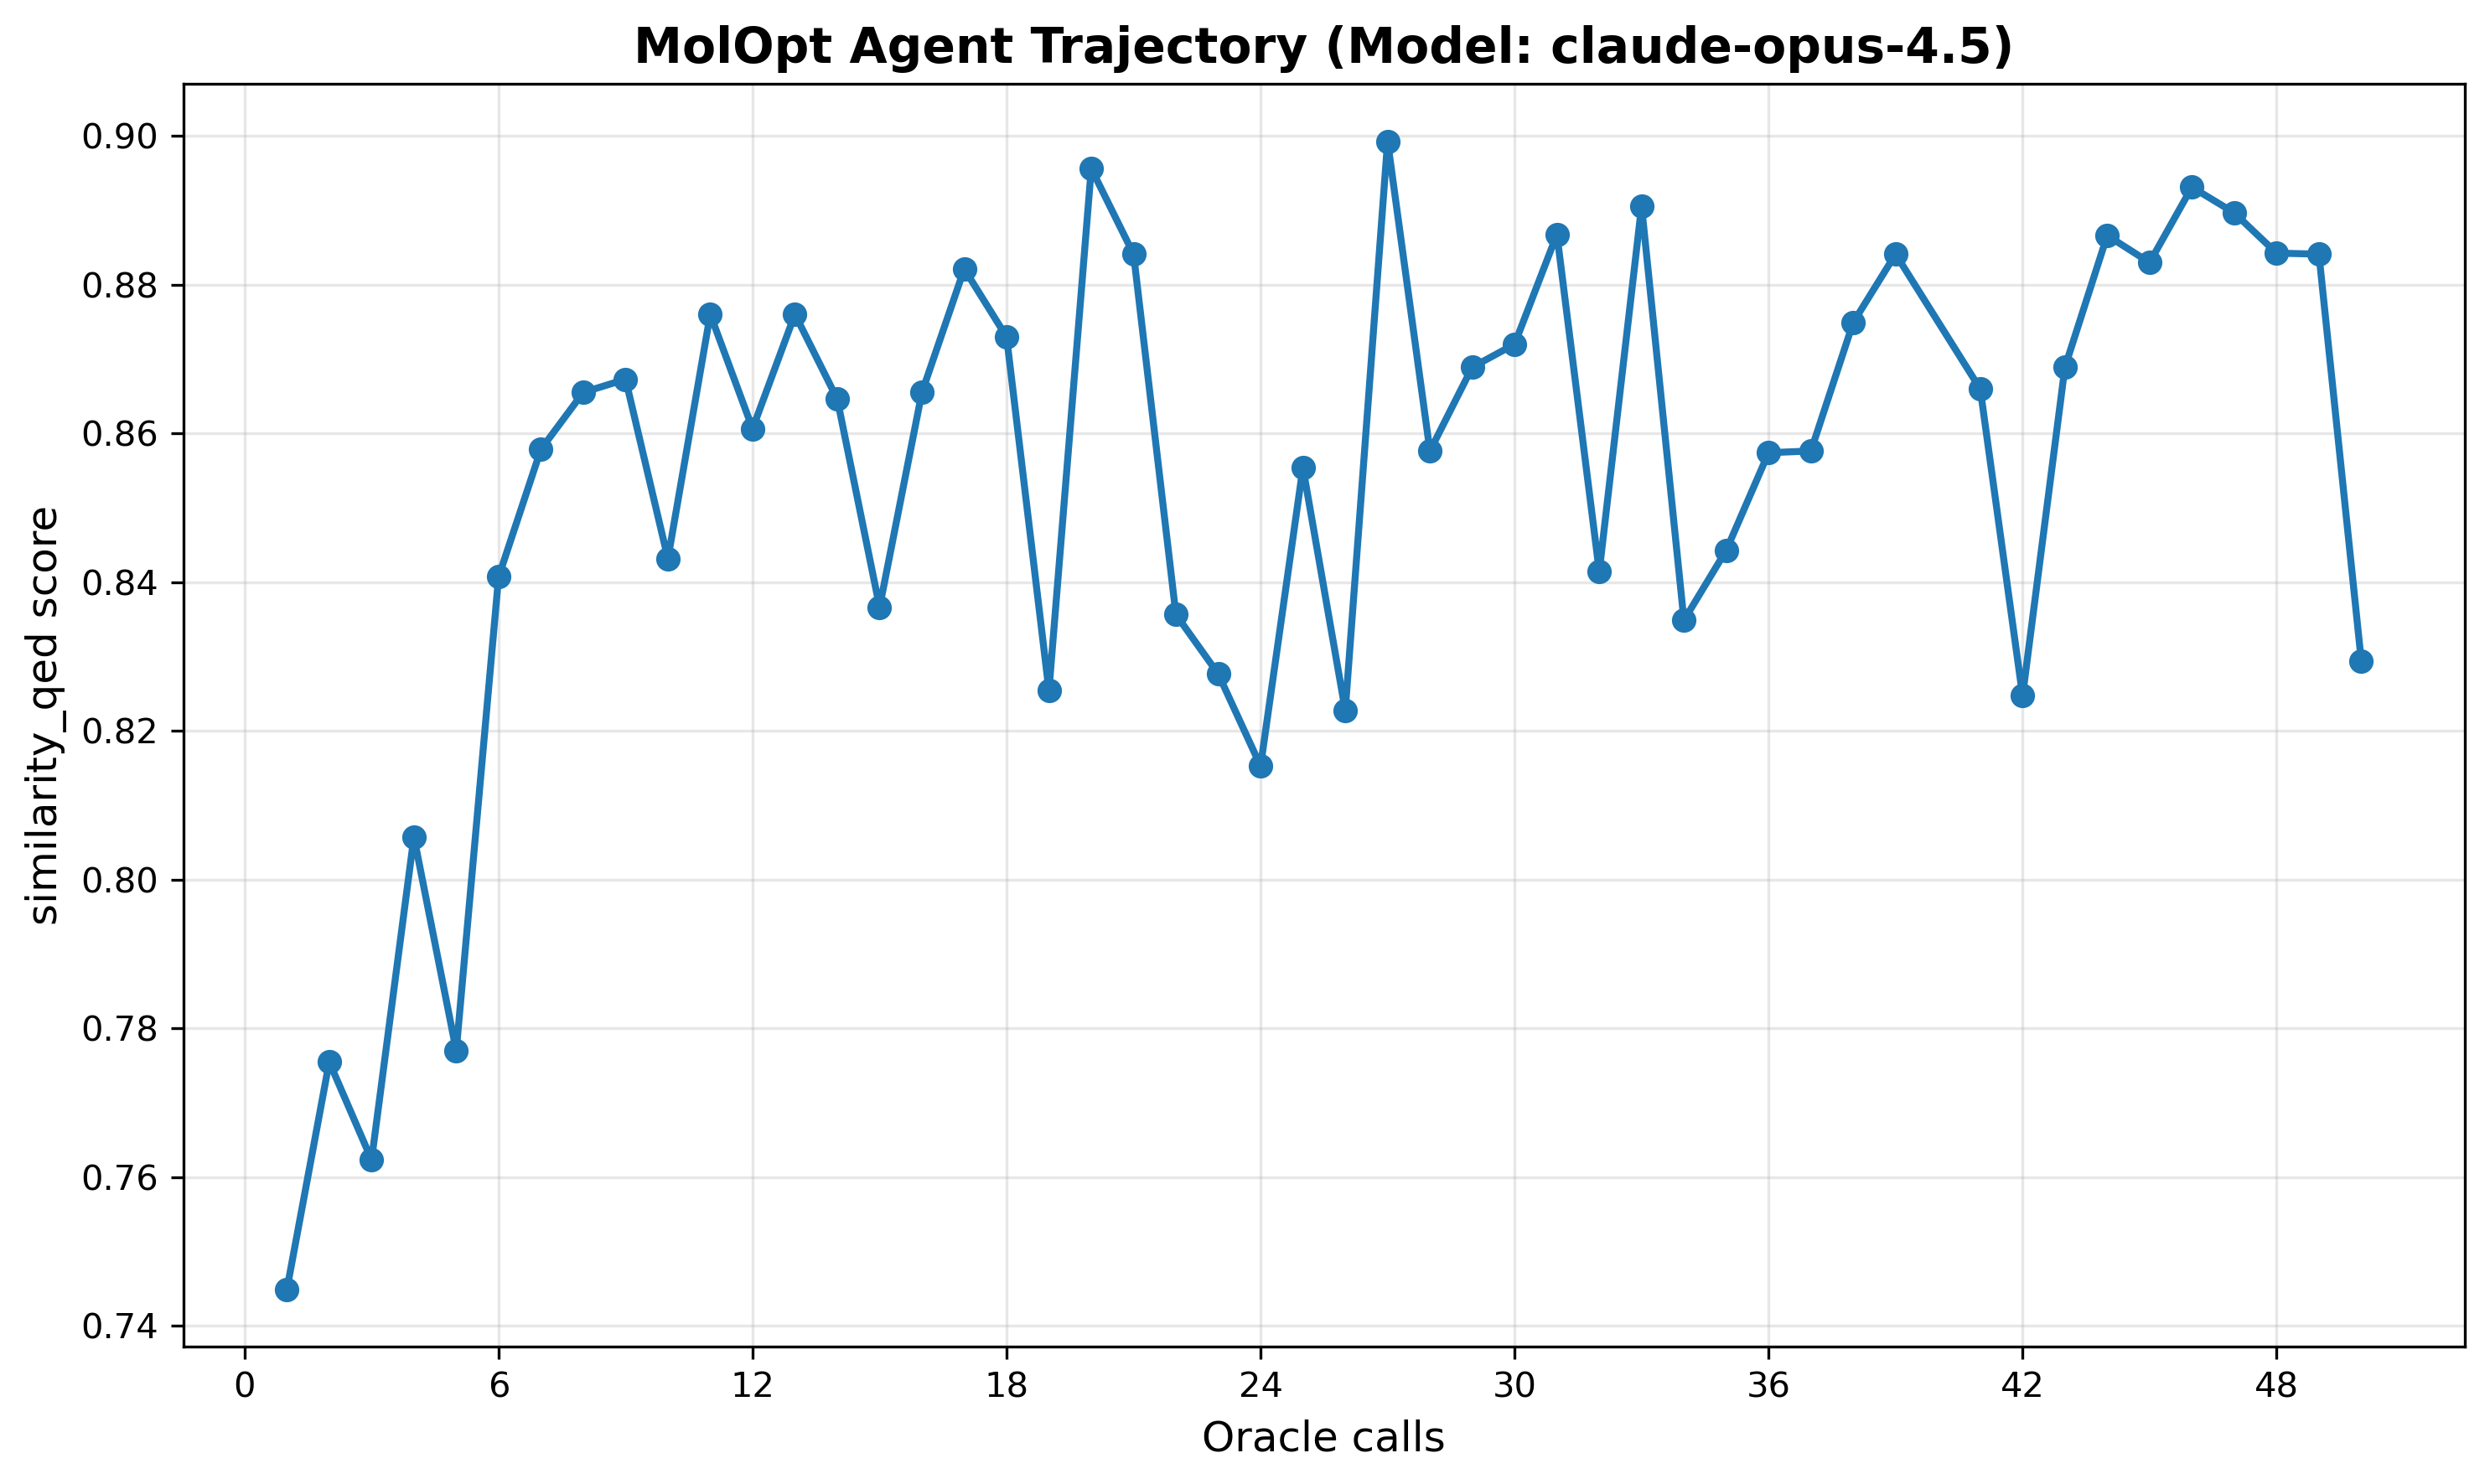 MolOpt Agent Trajectory (Model: claude-opus-4.5)
similarity_qed score
0.90
0.88
0.86
0.84
0.82
0.80
0.78
0.76
0.74
0 6 12 18 24 30 36 42 48
Oracle calls